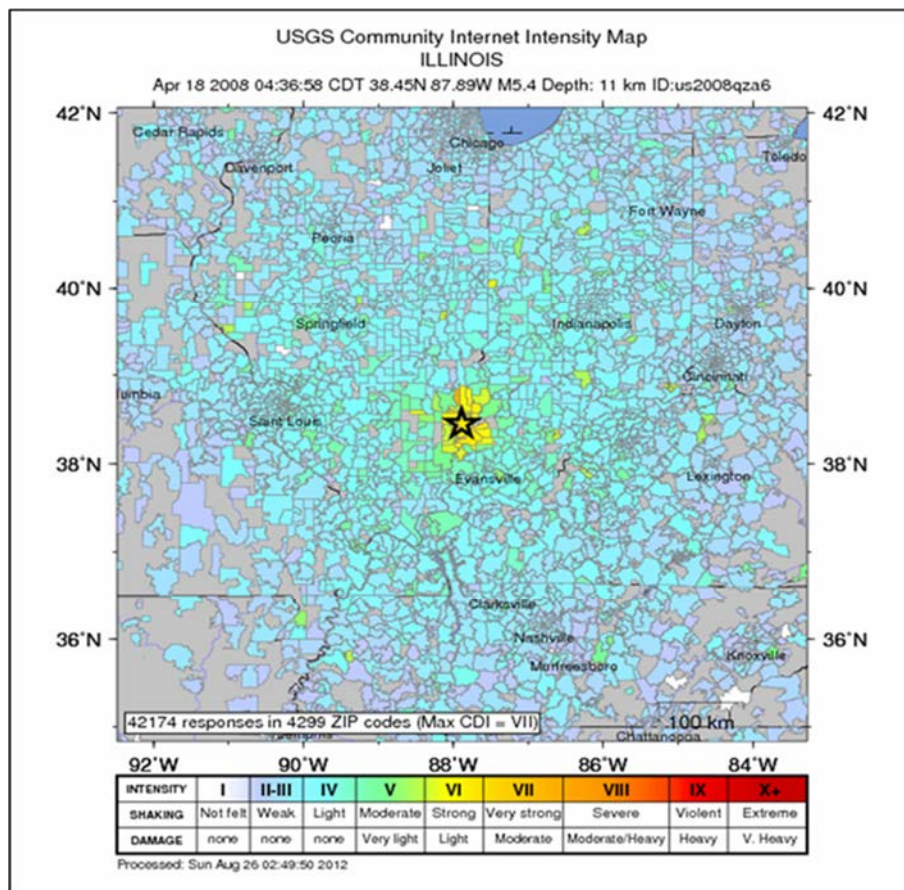 USGS Community Internet Intensity Map
ILLINOIS
Apr 18 2008 04:36:58 CDT 38.45N 87.89W M5.4 Depth: 11 km ID:us2008qza6
42˚N 42˚N
Cedar Rapids
Chicago
Toledo
Davenport Joliet
Fort Wayne
Peoria
40˚N 40˚N
Springfield Indianapolis Dayton
Cincinnati
lumbia
Saint Louis
38˚N 38˚N
Evansville Lexington
Clarksville
36˚N 36˚N
Nashville
Knoxville
Murfreesboro
42174 responses in 4299 ZIP codes (Max CDI = VII) 100 km
Chattanooga
92˚W 90˚W 88˚W 86˚W 84˚W
INTENSITY I II-III IV V VI VII VIII IX X+
SHAKING Not felt Weak Light Moderate Strong Very strong Severe Violent Extreme
DAMAGE none none none Very light Light Moderate Moderate/Heavy Heavy V. Heavy
Processed: Sun Aug 26 02:49:50 2012